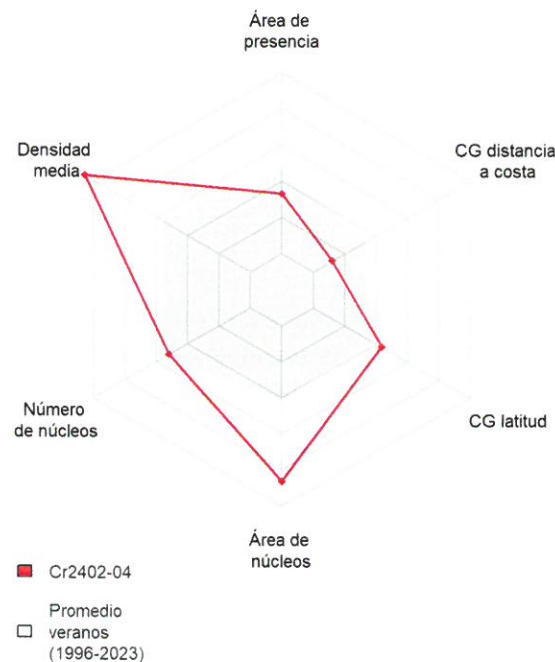 Área de
presencia
CG distancia
a costa
Densidad
media
Número
de núcleos
CG latitud
Área de
núcleos
Cr2402-04
Promedio
veranos
(1996-2023)